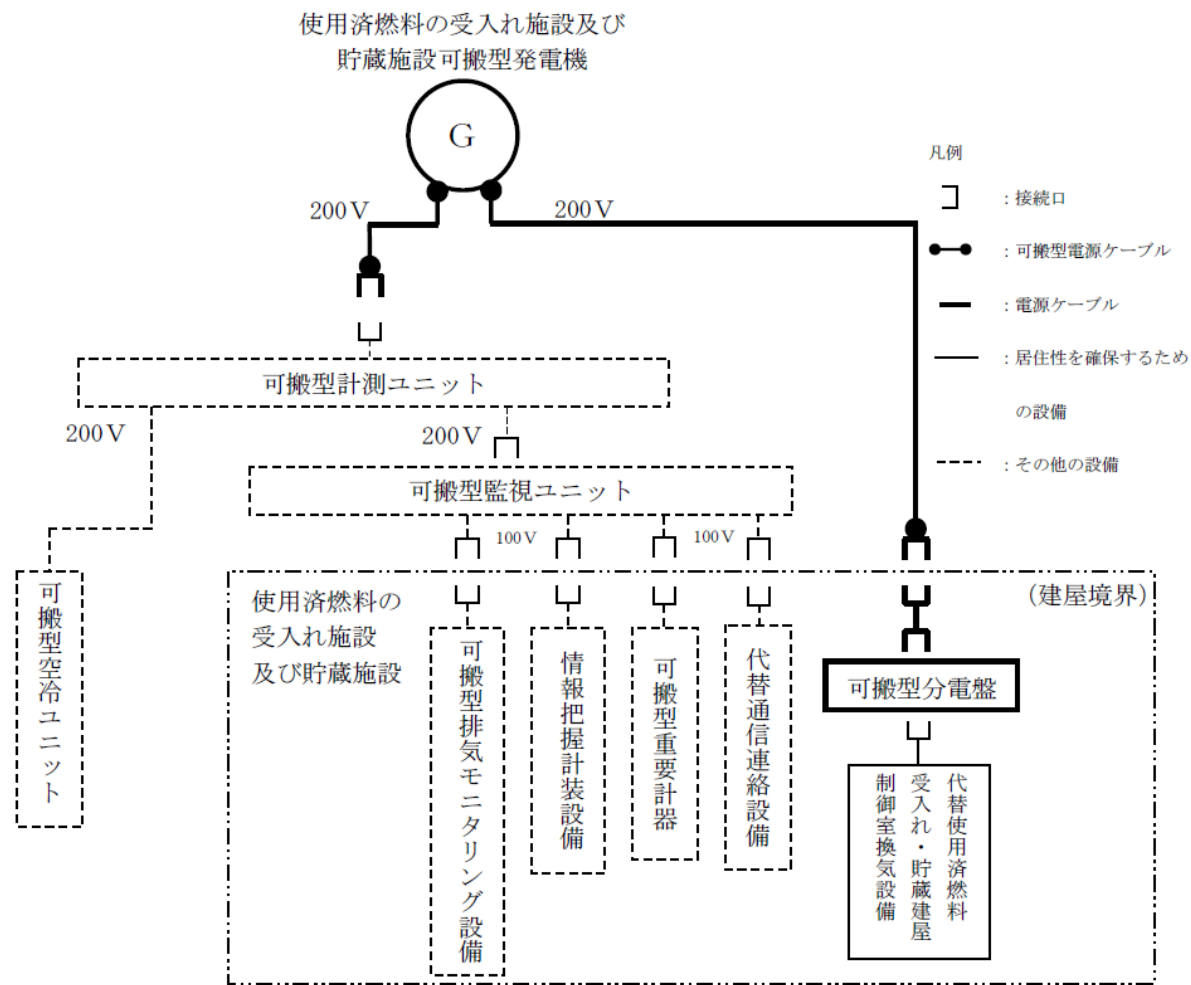 使用済燃料の受入れ施設及び
貯蔵施設可搬型発電機
G
200V
200V
凡例
：接続口
：可搬型電源ケーブル
：電源ケーブル
：居住性を確保するため
の設備
：その他の設備
可搬型計測ユニット
200V
200V
可搬型監視ユニット
100V
100V
可搬型空冷ユニット
使用済燃料の
受入れ施設
及び貯蔵施設
（建屋境界）
可搬型排気モニタリング設備
情報把握計装設備
可搬型重要計器
代替通信連絡設備
可搬型分電盤
代替使用済燃料
受入れ・貯蔵建屋
制御室換気設備